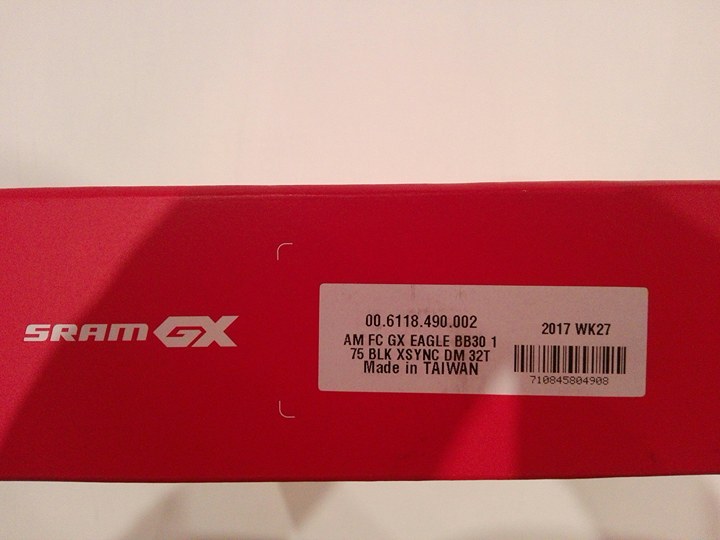 SRAM GX
00.6118.490.002
AM FC GX EAGLE BB30 1
75 BLK XSYNC DM 32T
Made in TAIWAN
2017 WK27
710845804908